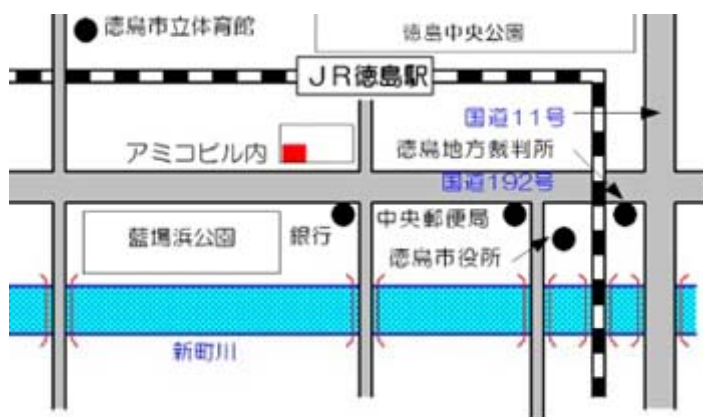 徳島市立体育館
徳島中央公園
JR徳島駅
国道11号
アミコビル内
徳島地方裁判所
国道192号
藍場浜公園
銀行
中央郵便局
徳島市役所
新町川